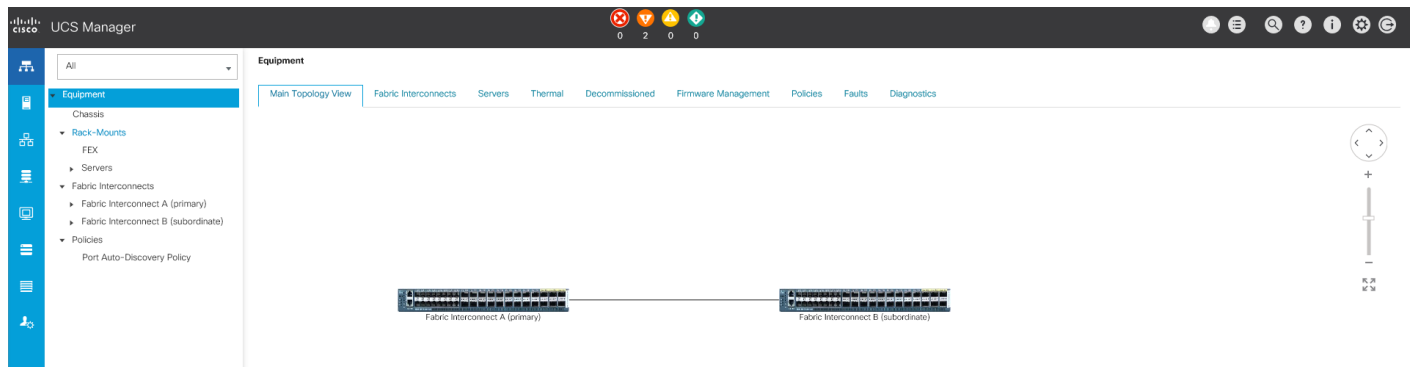 CISCO UCS Manager
0 2 0 0
All
Equipment
Chassis
Rack-Mounts
FEX
Servers
Fabric Interconnects
Fabric Interconnect A (primary)
Fabric Interconnect B (subordinate)
Policies
Port Auto-Discovery Policy
Equipment
Main Topology View Fabric Interconnects Servers Thermal Decommissioned Firmware Management Policies Faults Diagnostics
Fabric Interconnect A (primary) Fabric Interconnect B (subordinate)